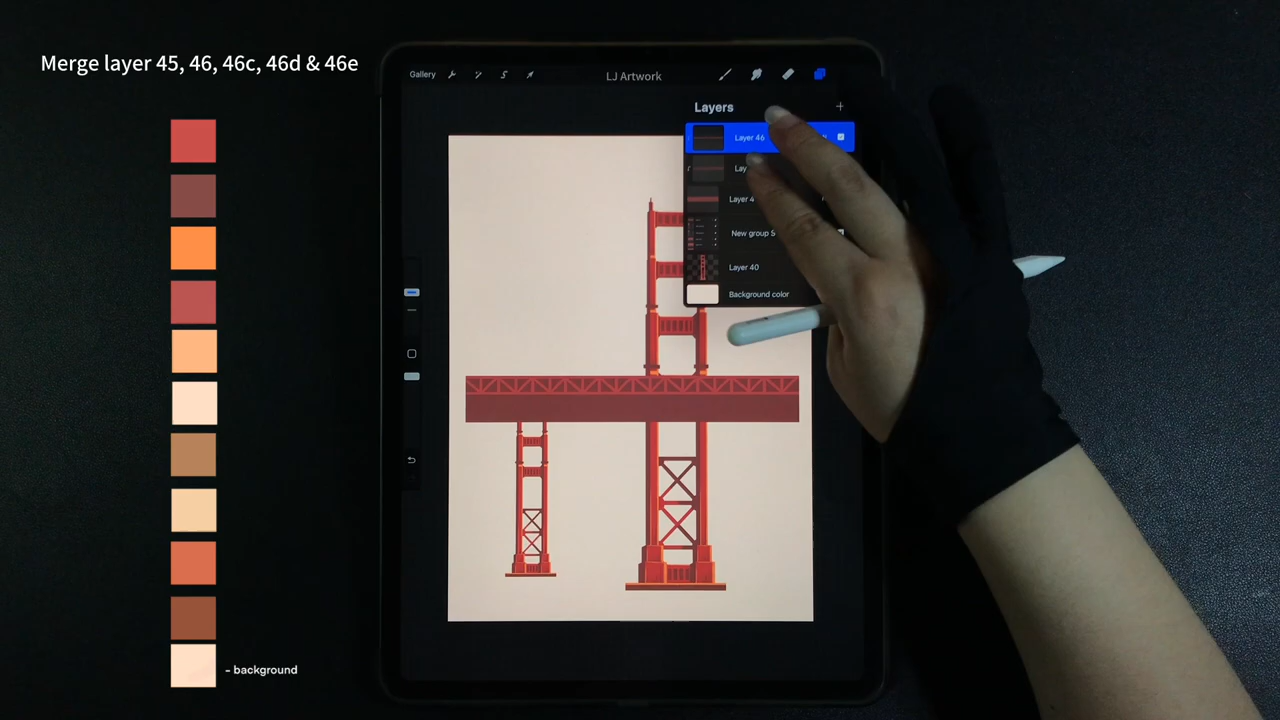 Merge layer 45, 46, 46c, 46d & 46e
Gallery
LJ Artwork
Layers
Layer 46
Lay
Layer 4
New group 5
Layer 40
Background color
- background